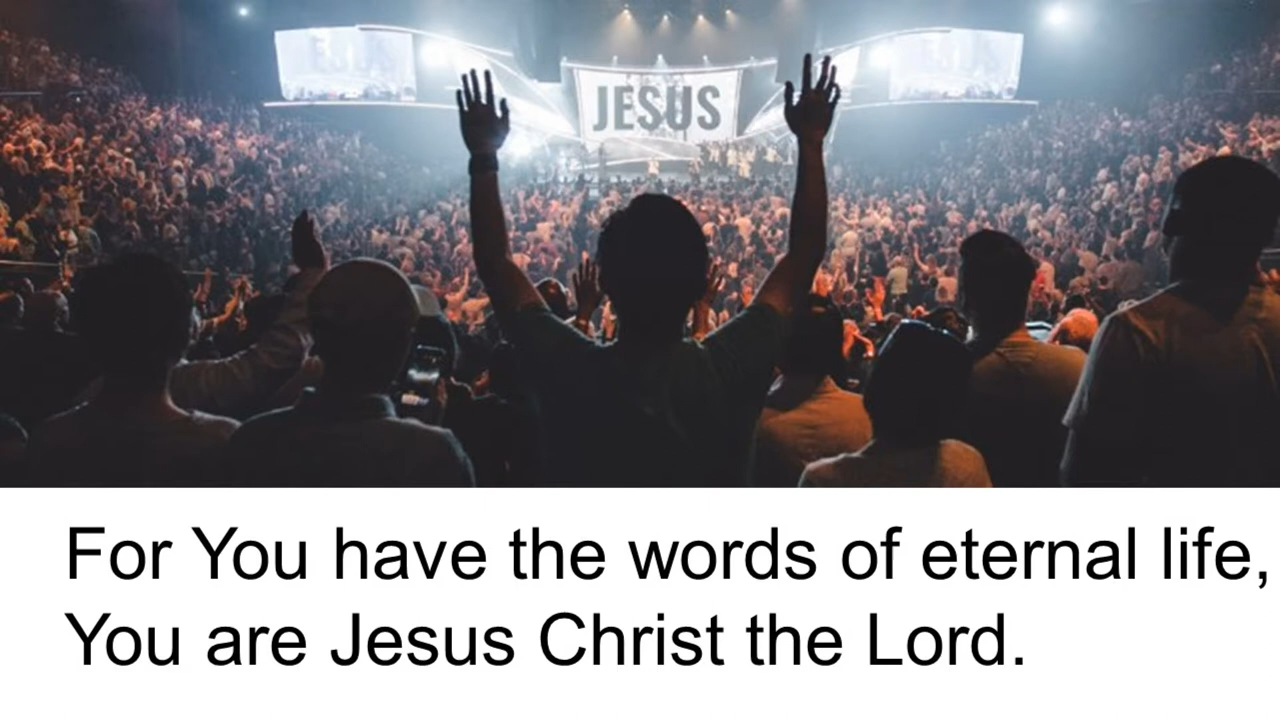 JESUS
For You have the words of eternal life,
You are Jesus Christ the Lord.